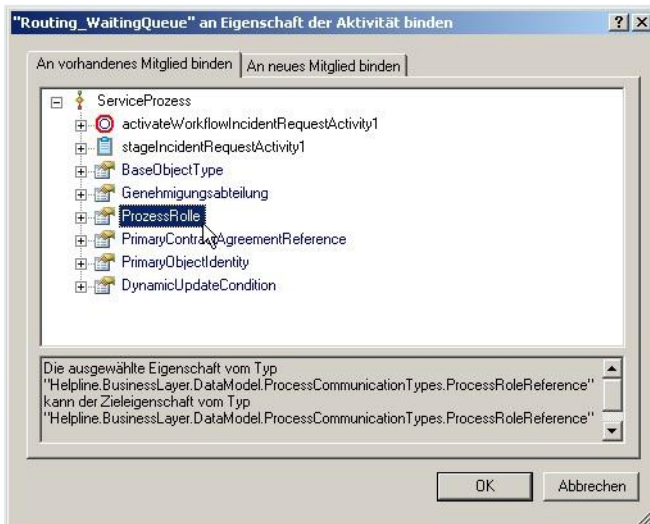 "Routing_WaitingQueue" an Eigenschaft der Aktivität binden
An vorhandenes Mitglied binden An neues Mitglied binden
ServiceProzess
activateWorkflowIncidentRequestActivity1
stageIncidentRequestActivity1
BaseObjectType
Genehmigungsabteilung
ProzessRolle
PrimaryContractAgreementReference
PrimaryObjectIdentity
DynamicUpdateCondition
Die ausgewählte Eigenschaft vom Typ
"Helpline.BusinessLayer.DataModel.ProcessCommunicationTypes.ProcessRoleReference"
kann der Zieleigenschaft vom Typ
"Helpline.BusinessLayer.DataModel.ProcessCommunicationTypes.ProcessRoleReference"
OK Abbrechen